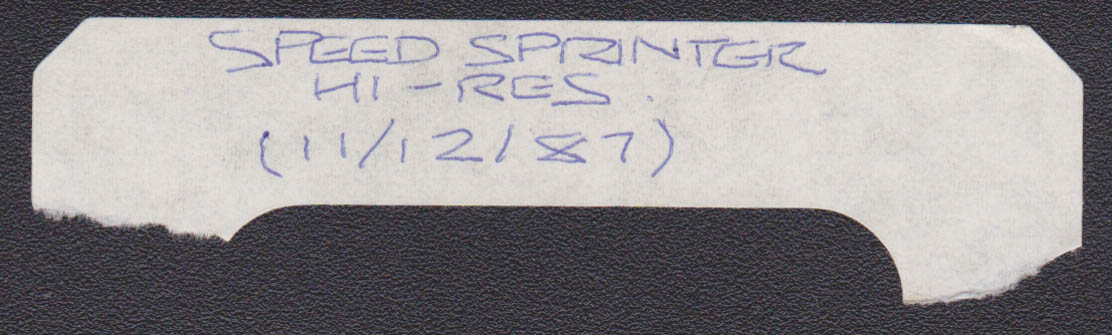 SPEED SPRINTER
HI-RES.
(11/12/87)